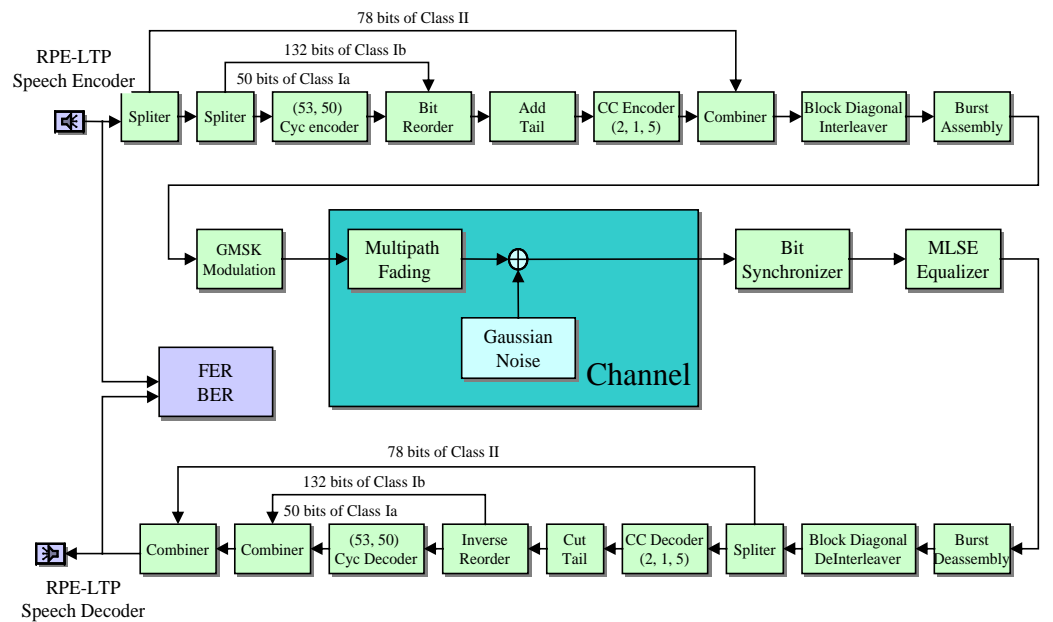 78 bits of Class II
RPE-LTP
Speech Encoder
132 bits of Class Ib
50 bits of Class Ia
Spliter
Spliter
(53, 50)
Cyc encoder
Bit
Reorder
Add
Tail
CC Encoder
(2, 1, 5)
Combiner
Block Diagonal
Interleaver
Burst
Assembly
GMSK
Modulation
Multipath
Fading
Gaussian
Noise
Channel
Bit
Synchronizer
MLSE
Equalizer
FER
BER
78 bits of Class II
132 bits of Class Ib
50 bits of Class Ia
Combiner
Combiner
(53, 50)
Cyc Decoder
Inverse
Reorder
Cut
Tail
CC Decoder
(2, 1, 5)
Spliter
Block Diagonal
DeInterleaver
Burst
Deassembly
RPE-LTP
Speech Decoder